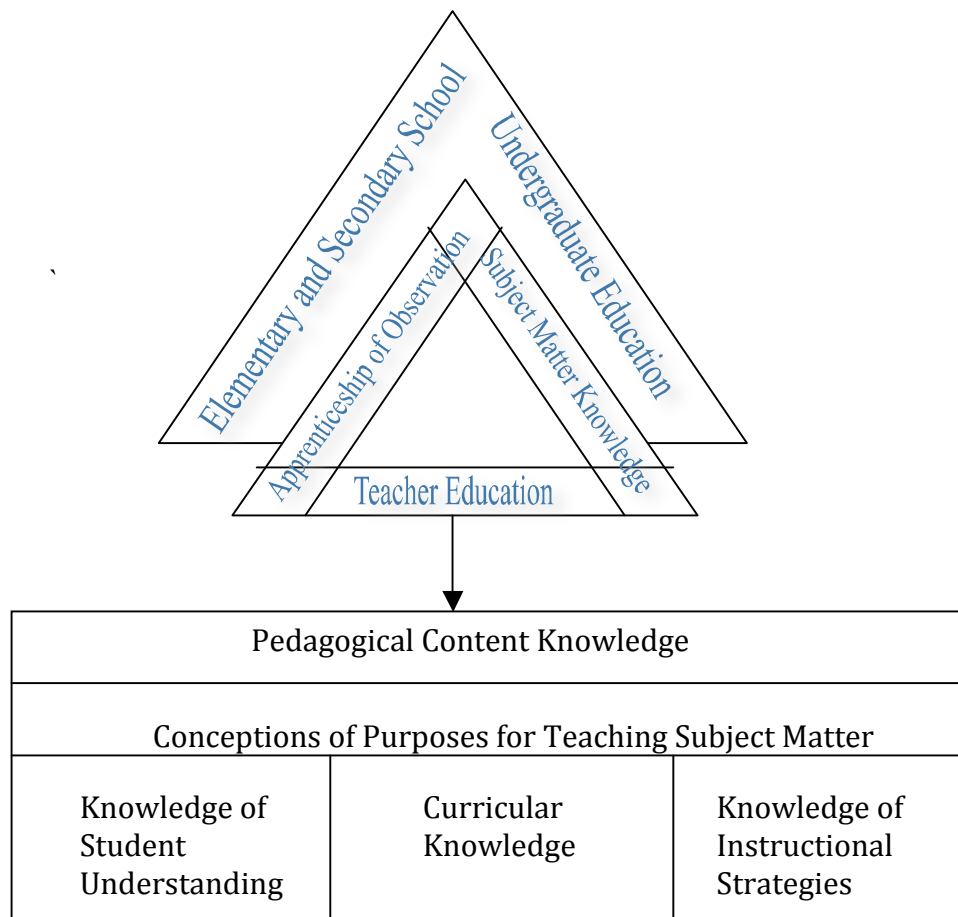 Elementary and Secondary School
Undergraduate Education
Apprenticeship of Observation
Subject Matter Knowledge
`
Teacher Education
Pedagogical Content Knowledge
Conceptions of Purposes for Teaching Subject Matter
Knowledge of
Student
Understanding
Curricular
Knowledge
Knowledge of
Instructional
Strategies